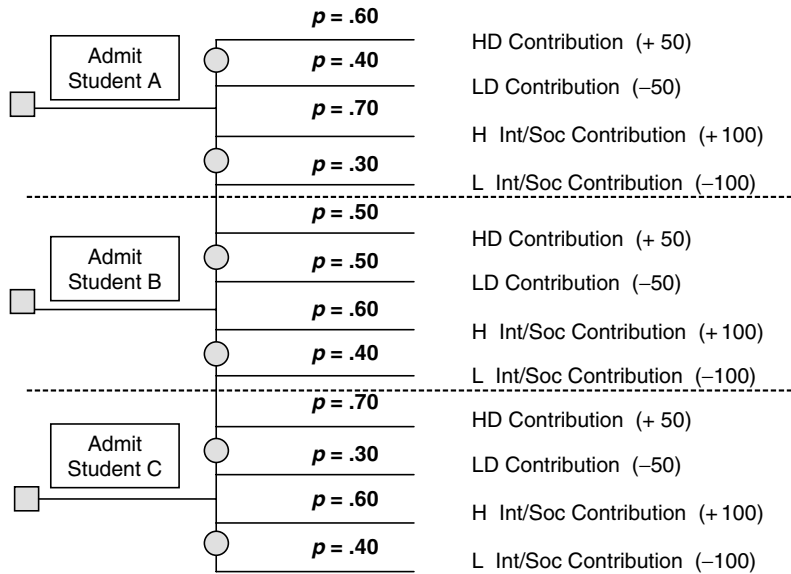 p = .60
Admit
Student A
HD Contribution (+ 50)
p = .40
LD Contribution (−50)
p = .70
H Int/Soc Contribution (+ 100)
p = .30
L Int/Soc Contribution (−100)
p = .50
Admit
Student B
HD Contribution (+ 50)
p = .50
LD Contribution (−50)
p = .60
H Int/Soc Contribution (+ 100)
p = .40
L Int/Soc Contribution (−100)
p = .70
Admit
Student C
HD Contribution (+ 50)
p = .30
LD Contribution (−50)
p = .60
H Int/Soc Contribution (+ 100)
p = .40
L Int/Soc Contribution (−100)